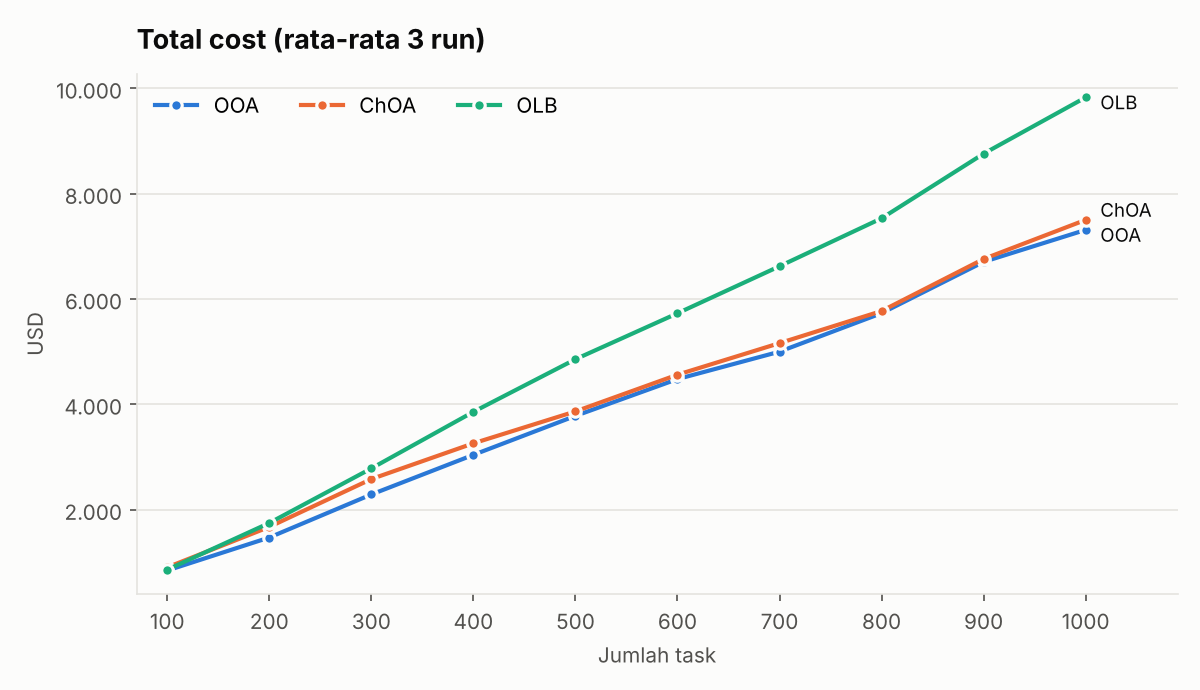 Total cost (rata-rata 3 run)
OOA ChOA OLB
10.000
8.000
6.000
4.000
2.000
USD
OLB
ChOA
OOA
100 200 300 400 500 600 700 800 900 1000
Jumlah task